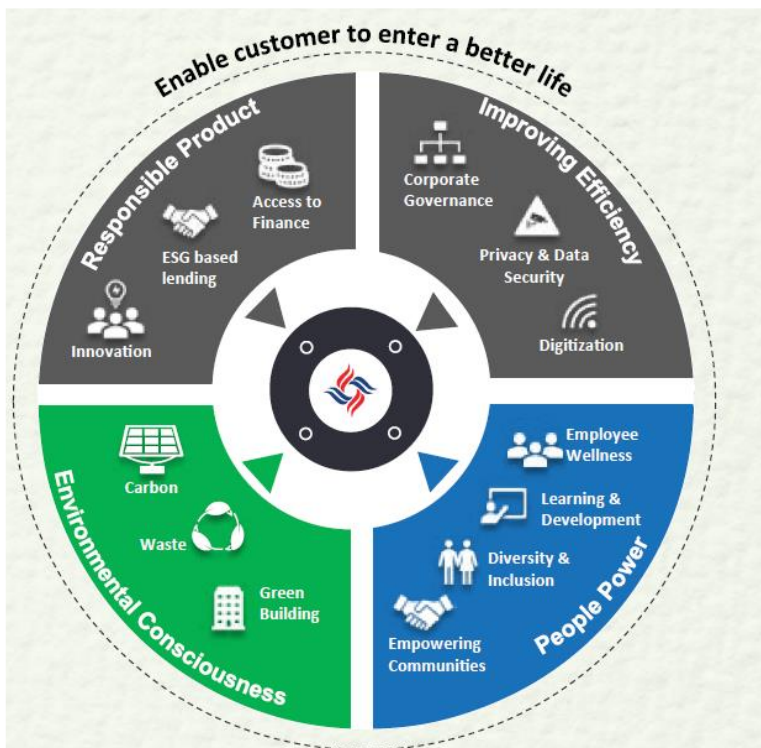 Enable customer to enter a better life
Responsible Product
Access to
Finance
ESG based
lending
Innovation
Improving Efficiency
Corporate
Governance
Privacy & Data
Security
Digitization
Environmental Consciousness
Carbon
Waste
Green
Building
People Power
Employee
Wellness
Learning &
Development
Diversity &
Inclusion
Empowering
Communities